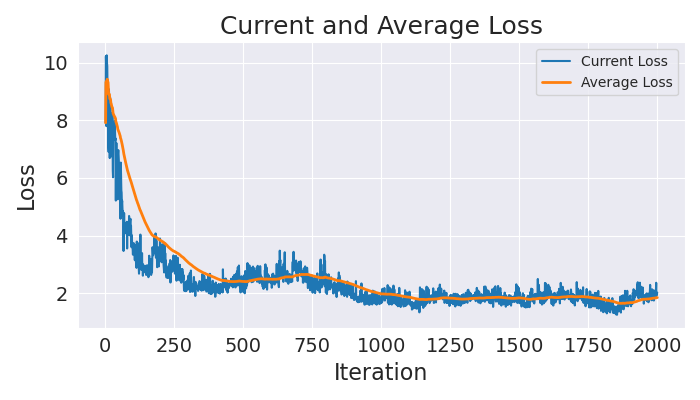 Current and Average Loss
Current Loss
Average Loss
Loss
10
8
6
4
2
0 250 500 750 1000 1250 1500 1750 2000
Iteration